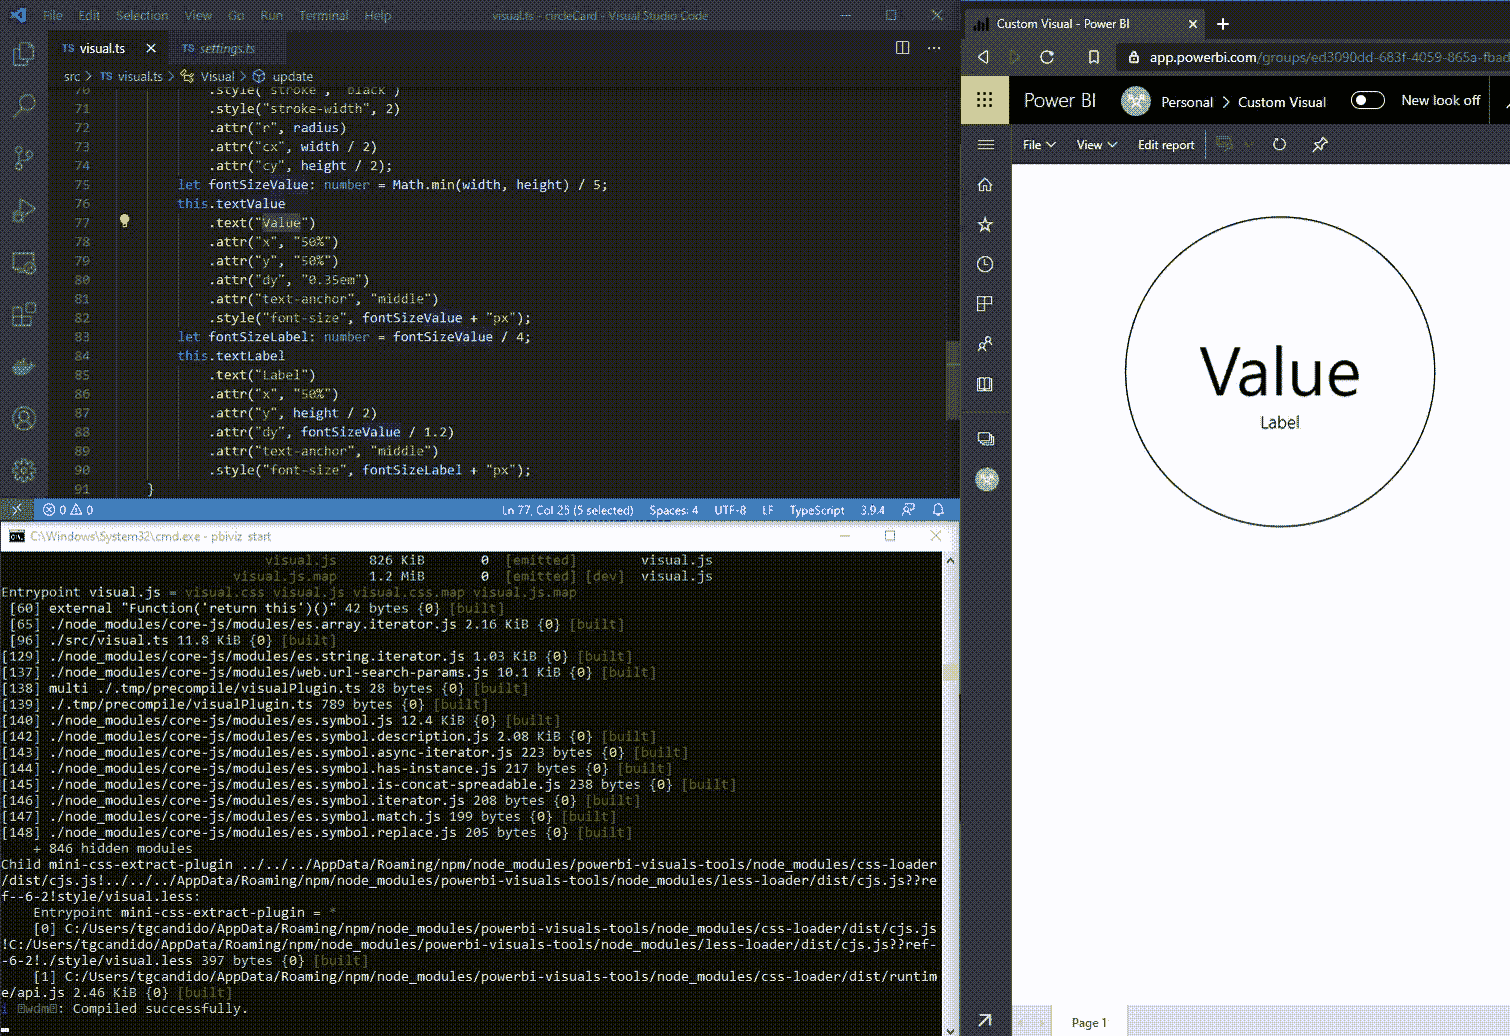 File Edit Selection View Go Run Terminal Help visual.ts - circleCard - Visual Studio Code
TS visual.ts × TS settings.ts
src > TS visual.ts > Visual > update
70 .style("stroke", "black")
71 .style("stroke-width", 2)
72 .attr("r", radius)
73 .attr("cx", width / 2)
74 .attr("cy", height / 2);
75 let fontSizeValue: number = Math.min(width, height) / 5;
76 this.textValue
77 .text("Value")
78 .attr("x", "50%")
79 .attr("y", "50%")
80 .attr("dy", "0.35em")
81 .attr("text-anchor", "middle")
82 .style("font-size", fontSizeValue + "px");
83 let fontSizeLabel: number = fontSizeValue / 4;
84 this.textLabel
85 .text("Label")
86 .attr("x", "50%")
87 .attr("y", height / 2)
88 .attr("dy", fontSizeValue / 1.2)
89 .attr("text-anchor", "middle")
90 .style("font-size", fontSizeLabel + "px");
91 }
0 0 Ln 77, Col 25 (5 selected) Spaces: 4 UTF-8 LF TypeScript 3.9.4
C:\Windows\System32\cmd.exe - pbiviz start
visual.js 826 KiB 0 [emitted] visual.js
visual.js.map 1.2 MiB 0 [emitted] [dev] visual.js
Entrypoint visual.js = visual.css visual.js visual.css.map visual.js.map
[60] external "Function('return this')()" 42 bytes {0} [built]
[65] ./node_modules/core-js/modules/es.array.iterator.js 2.16 KiB {0} [built]
[96] ./src/visual.ts 11.8 KiB {0} [built]
[129] ./node_modules/core-js/modules/es.string.iterator.js 1.03 KiB {0} [built]
[137] ./node_modules/core-js/modules/web.url-search-params.js 10.1 KiB {0} [built]
[138] multi ./.tmp/precompile/visualPlugin.ts 28 bytes {0} [built]
[139] ./.tmp/precompile/visualPlugin.ts 789 bytes {0} [built]
[140] ./node_modules/core-js/modules/es.symbol.js 12.4 KiB {0} [built]
[142] ./node_modules/core-js/modules/es.symbol.description.js 2.08 KiB {0} [built]
[143] ./node_modules/core-js/modules/es.symbol.async-iterator.js 223 bytes {0} [built]
[144] ./node_modules/core-js/modules/es.symbol.has-instance.js 217 bytes {0} [built]
[145] ./node_modules/core-js/modules/es.symbol.is-concat-spreadable.js 238 bytes {0} [built]
[146] ./node_modules/core-js/modules/es.symbol.iterator.js 208 bytes {0} [built]
[147] ./node_modules/core-js/modules/es.symbol.match.js 199 bytes {0} [built]
[148] ./node_modules/core-js/modules/es.symbol.replace.js 205 bytes {0} [built]
+ 846 hidden modules
Child mini-css-extract-plugin ../../../AppData/Roaming/npm/node_modules/powerbi-visuals-tools/node_modules/css-loader
/dist/cjs.js!../../../AppData/Roaming/npm/node_modules/powerbi-visuals-tools/node_modules/less-loader/dist/cjs.js??re
f--6-2!style/visual.less:
Entrypoint mini-css-extract-plugin = *
[0] C:/Users/tgcandido/AppData/Roaming/npm/node_modules/powerbi-visuals-tools/node_modules/css-loader/dist/cjs.js
!C:/Users/tgcandido/AppData/Roaming/npm/node_modules/powerbi-visuals-tools/node_modules/less-loader/dist/cjs.js??ref-
-6-2!./style/visual.less 397 bytes {0} [built]
[1] C:/Users/tgcandido/AppData/Roaming/npm/node_modules/powerbi-visuals-tools/node_modules/css-loader/dist/runtim
e/api.js 2.46 KiB {0} [built]
i ｢wdm｣: Compiled successfully.
Custom Visual - Power BI
app.powerbi.com/groups/ed3090dd-683f-4059-865a-fbad
Power BI Personal > Custom Visual New look off
File View Edit report
Value
Label
Page 1